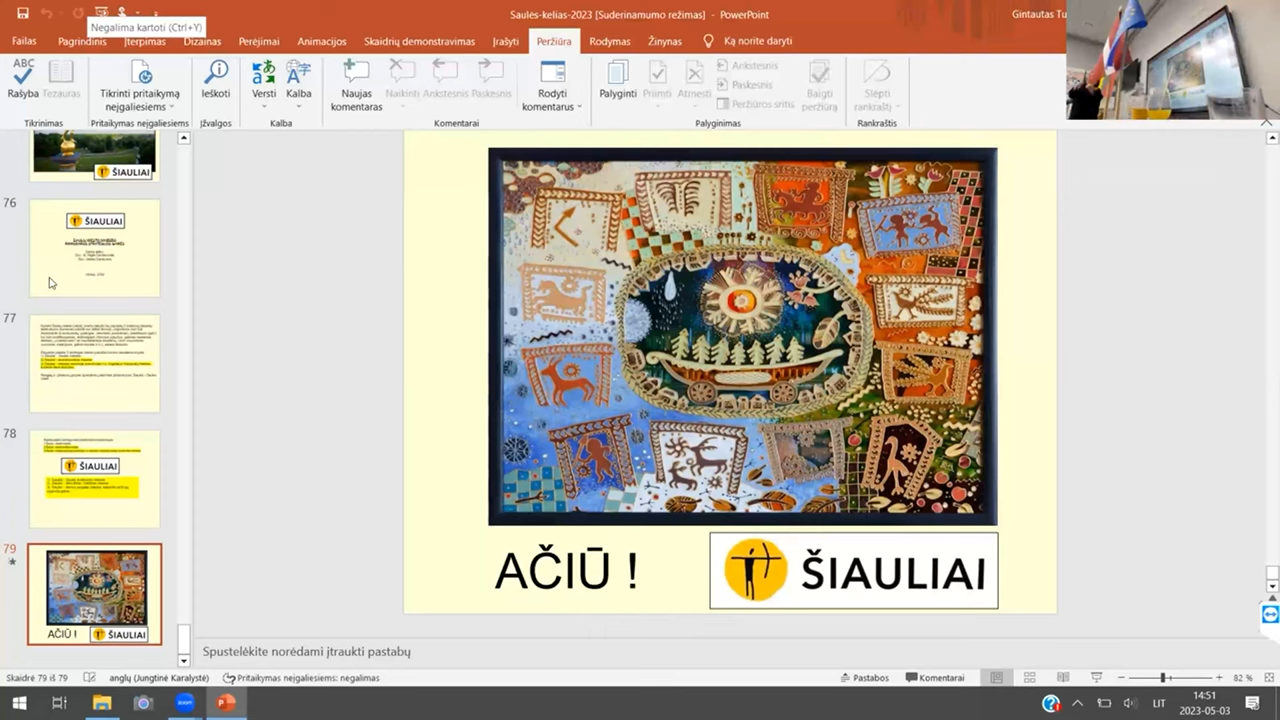 Saulės-kelias-2023 [Suderinamumo režimas] - PowerPoint
Gintautas Tu
Negalima kartoti (Ctrl+Y)
Failas Pagrindinis Įterpimas Dizainas Perėjimai Animacijos Skaidrių demonstravimas Įrašyti Peržiūra Rodymas Žinynas Ką norite daryti
ABC
Rašyba Tezauras
Tikrinti pritaikymą
neįgaliesiems
Ieškoti
Versti Kalba
Naujas
komentaras
Naikinti Ankstesnis Paskesnis
Rodyti
komentarus
Palyginti Priimti Atmesti
Ankstesnis
Paskesnis
Peržiūros sritis
Baigti
peržiūrą
Slėpti
rankraštį
Tikrinimas Pritaikymas neįgaliesiems Įžvalgos Kalba Komentarai Palyginimas Rankraštis
ŠIAULIAI
76
ŠIAULIAI
77
78
ŠIAULIAI
79
AČIŪ ! ŠIAULIAI
AČIŪ !
ŠIAULIAI
Spustelėkite norėdami įtraukti pastabų
Skaidrė 79 iš 79 anglų (Jungtinė Karalystė) Pritaikymas neįgaliesiems: negalimas Pastabos Komentarai 82 %
zoom
LIT
14:51
2023-05-03